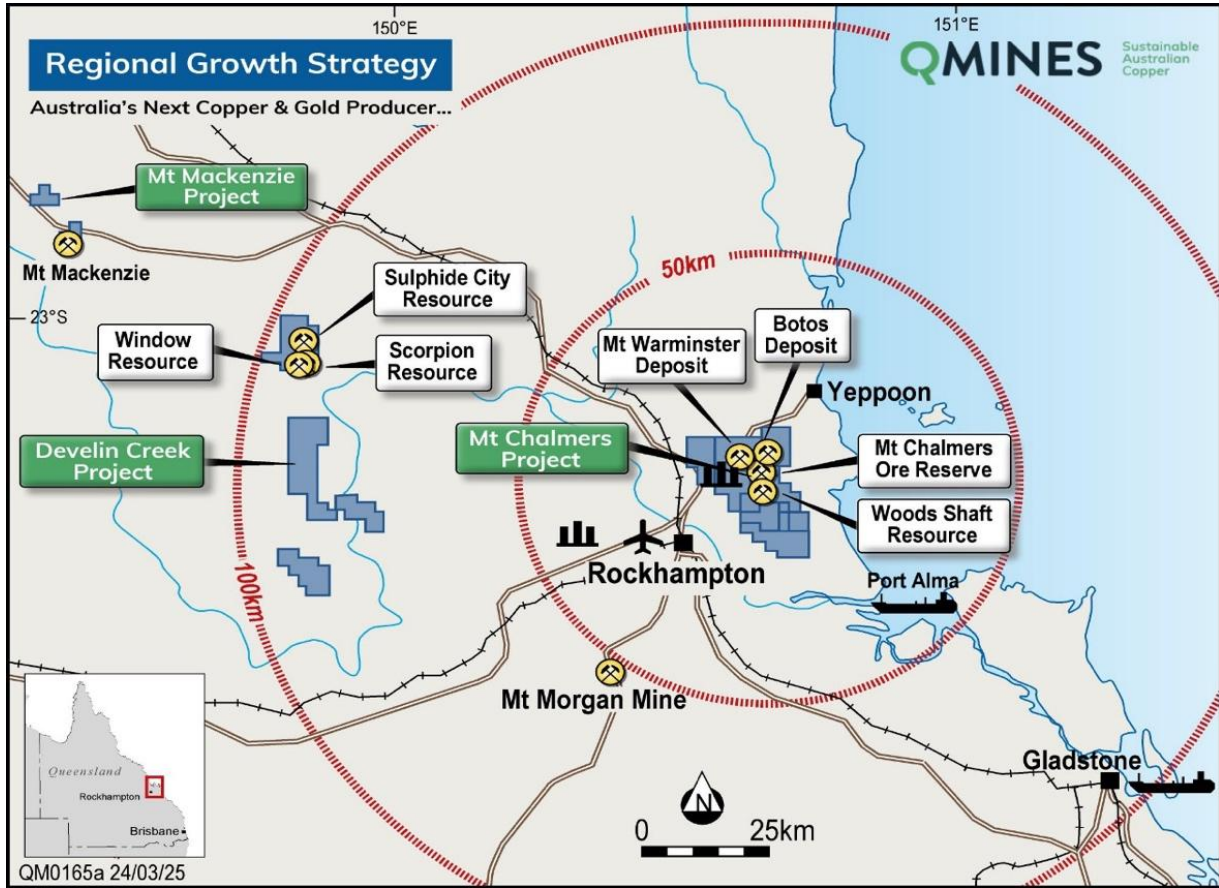 150°E
151°E
Regional Growth Strategy
Australia's Next Copper & Gold Producer...
QMINES
Sustainable
Australian
Copper
Mt Mackenzie
Project
Mt Mackenzie
23°S
Sulphide City
Resource
Window
Resource
Scorpion
Resource
50km
Mt Warminster
Deposit
Botos
Deposit
Yeppoon
Develin Creek
Project
Mt Chalmers
Project
Mt Chalmers
Ore Reserve
Woods Shaft
Resource
Rockhampton
100km
Port Alma
Mt Morgan Mine
Gladstone
N
0 25km
Queensland
Rockhampton
Brisbane
QM0165a 24/03/25